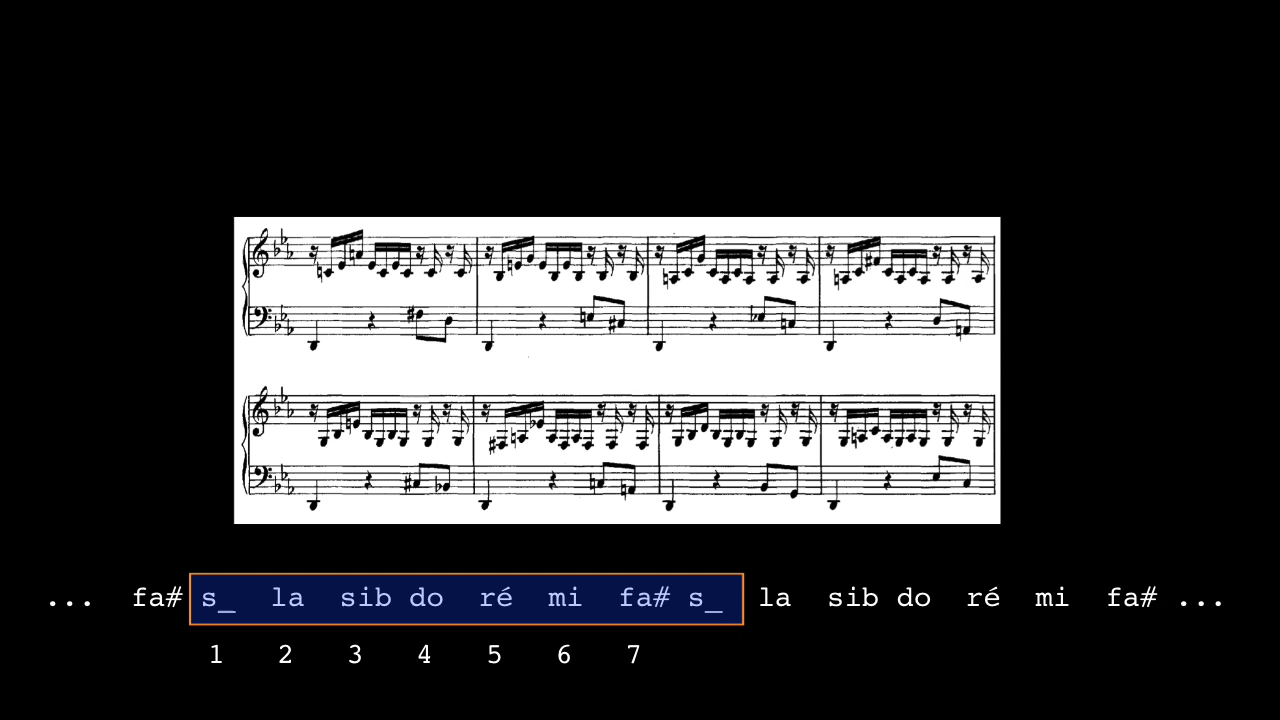 ... fa# s_ la sib do ré mi fa# s_ la sib do ré mi fa# ...
1 2 3 4 5 6 7